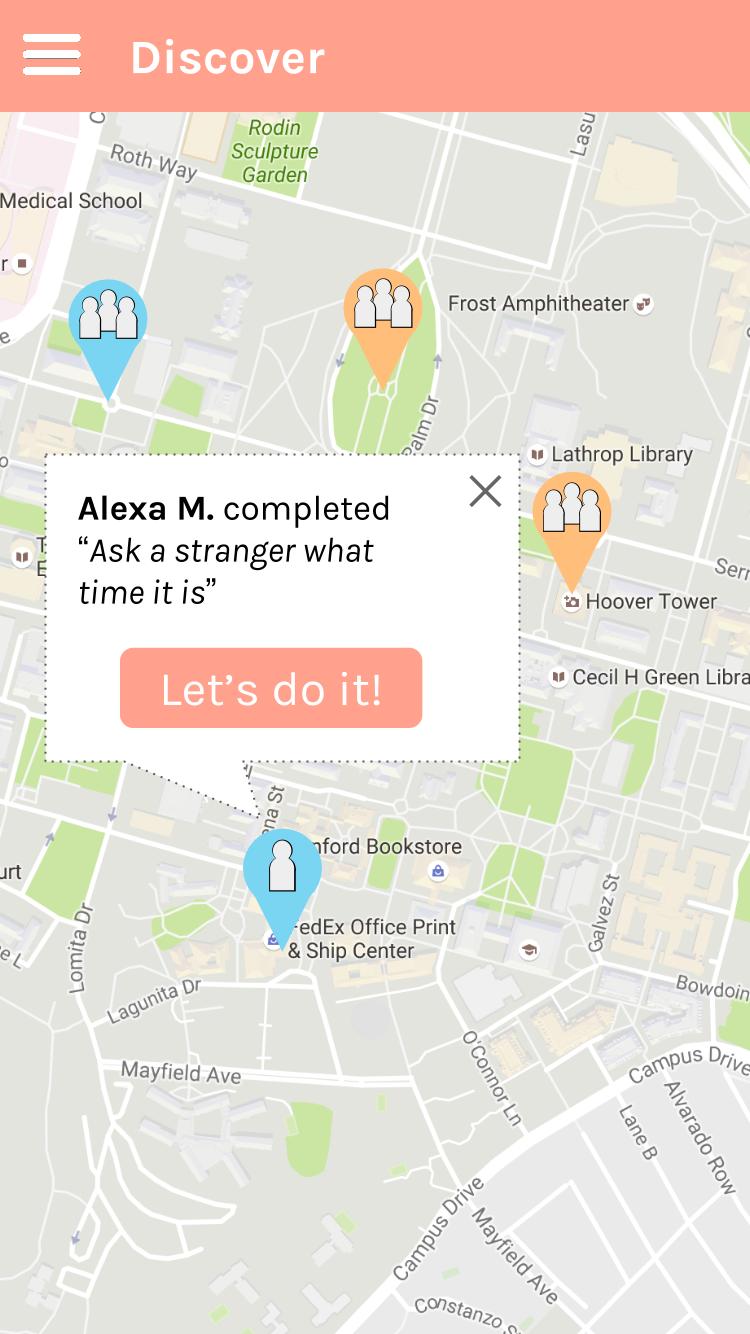 Discover
Rodin
Sculpture
Garden
Lasu
Roth Way
Medical School
Frost Amphitheater
Palm Dr
Lathrop Library
Alexa M. completed
“Ask a stranger what
time it is”
Let’s do it!
Hoover Tower
Serr
Cecil H Green Libra
ena St
nford Bookstore
urt
FedEx Office Print
& Ship Center
Galvez St
Lomita Dr
Lagunita Dr
Bowdoin
Mayfield Ave
O'Connor Ln
Campus Drive
Lane B
Alvarado Row
Campus Drive
Mayfield Ave
Constanzo S